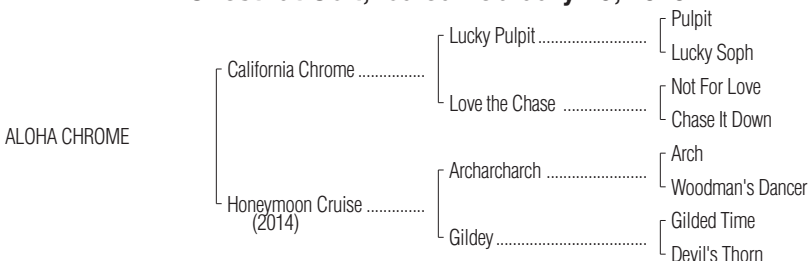 Pulpit
Lucky Pulpit ....................
Lucky Soph
California Chrome ................
Not For Love
Love the Chase ....................
Chase It Down
ALOHA CHROME
Arch
Archarcharch ....................
Woodman's Dancer
Honeymoon Cruise ..............
(2014)
Gilded Time
Gildey ....................................
Devil's Thorn